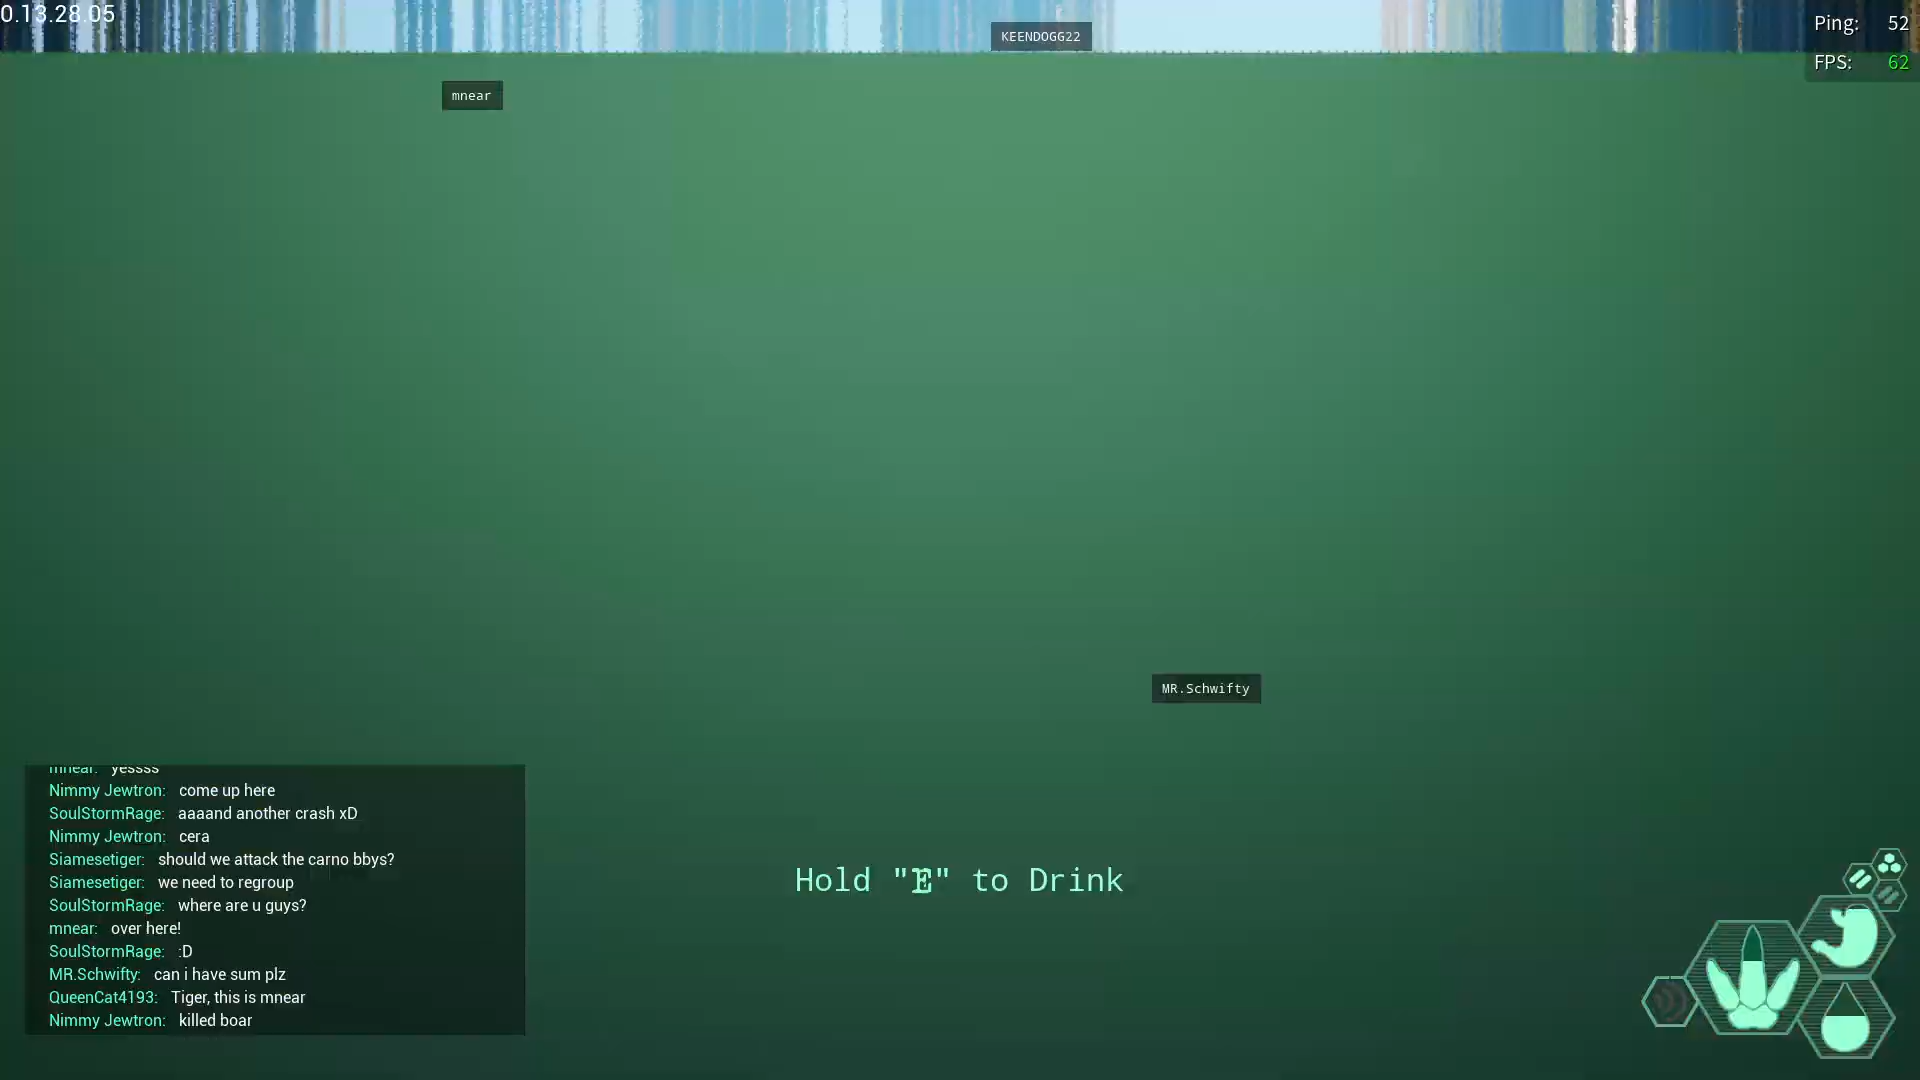 0.13.28.05
Ping: 52
KEENDOGG22
FPS: 62
mnear
MR.Schwifty
mnear: yessss
Nimmy Jewtron: come up here
SoulStormRage: aaaand another crash xD
Nimmy Jewtron: cera
Siamesetiger: should we attack the carno bbys?
Siamesetiger: we need to regroup
SoulStormRage: where are u guys?
mnear: over here!
SoulStormRage: :D
MR.Schwifty: can i have sum plz
QueenCat4193: Tiger, this is mnear
Nimmy Jewtron: killed boar
Hold "E" to Drink